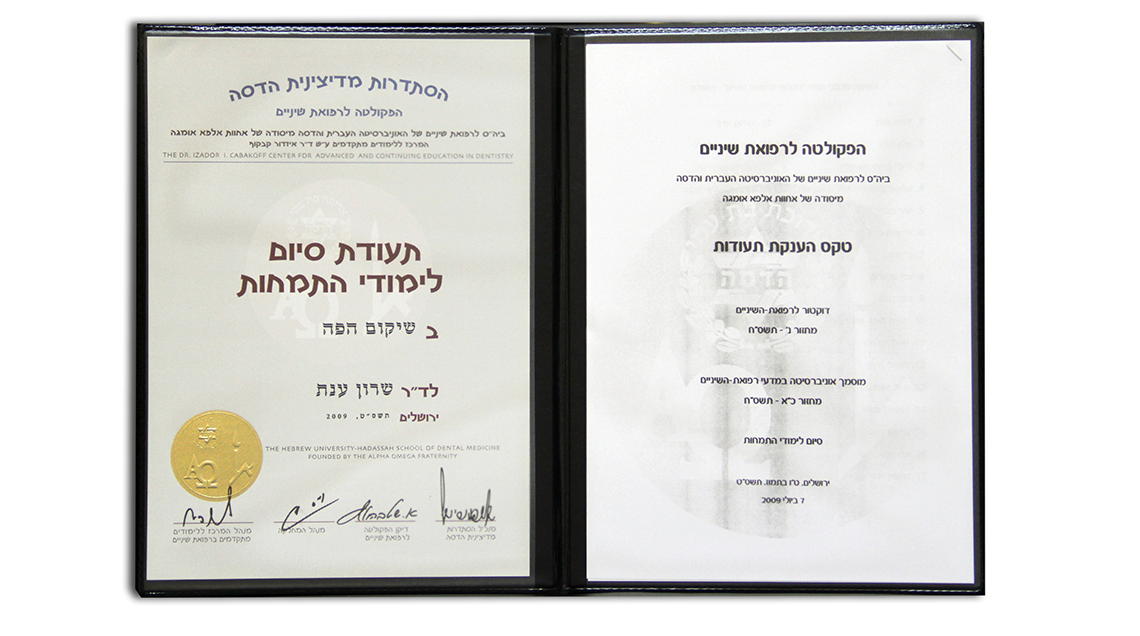 הסתדרות מדיצינית הדסה
הפקולטה לרפואת שיניים
ביה"ס לרפואת שיניים של האוניברסיטה העברית והדסה מיסודה של אחוות אלפא אומגה
המרכז ללימודים מתקדמים ע"ש ד"ר איזדור קבקוף
THE DR. IZADOR I. CABAKOFF CENTER FOR ADVANCED AND CONTINUING EDUCATION IN DENTISTRY
תעודת סיום
לימודי התמחות
ב שיקום הפה
לד"ר שרון ענת
ירושלים תשס"ט, 2009
THE HEBREW UNIVERSITY-HADASSAH SCHOOL OF DENTAL MEDICINE
FOUNDED BY THE ALPHA OMEGA FRATERNITY
ΑΩ
מנכ"ל הסתדרות
מדיצינית הדסה
דיקן הפקולטה
לרפואת שיניים
מנהל המחלקה
מנהל המרכז ללימודים
מתקדמים ברפואת שיניים
הפקולטה לרפואת שיניים
ביה"ס לרפואת שיניים של האוניברסיטה העברית והדסה
מיסודה של אחוות אלפא אומגה
טקס הענקת תעודות
הדסה
דוקטור לרפואת-השיניים
מחזור נ' - תשס"ח
מוסמך אוניברסיטה במדעי רפואת-השיניים
מחזור כ"א - תשס"ח
סיום לימודי התמחות
ירושלים, ט"ו בתמוז, תשס"ט
7 ביולי 2009